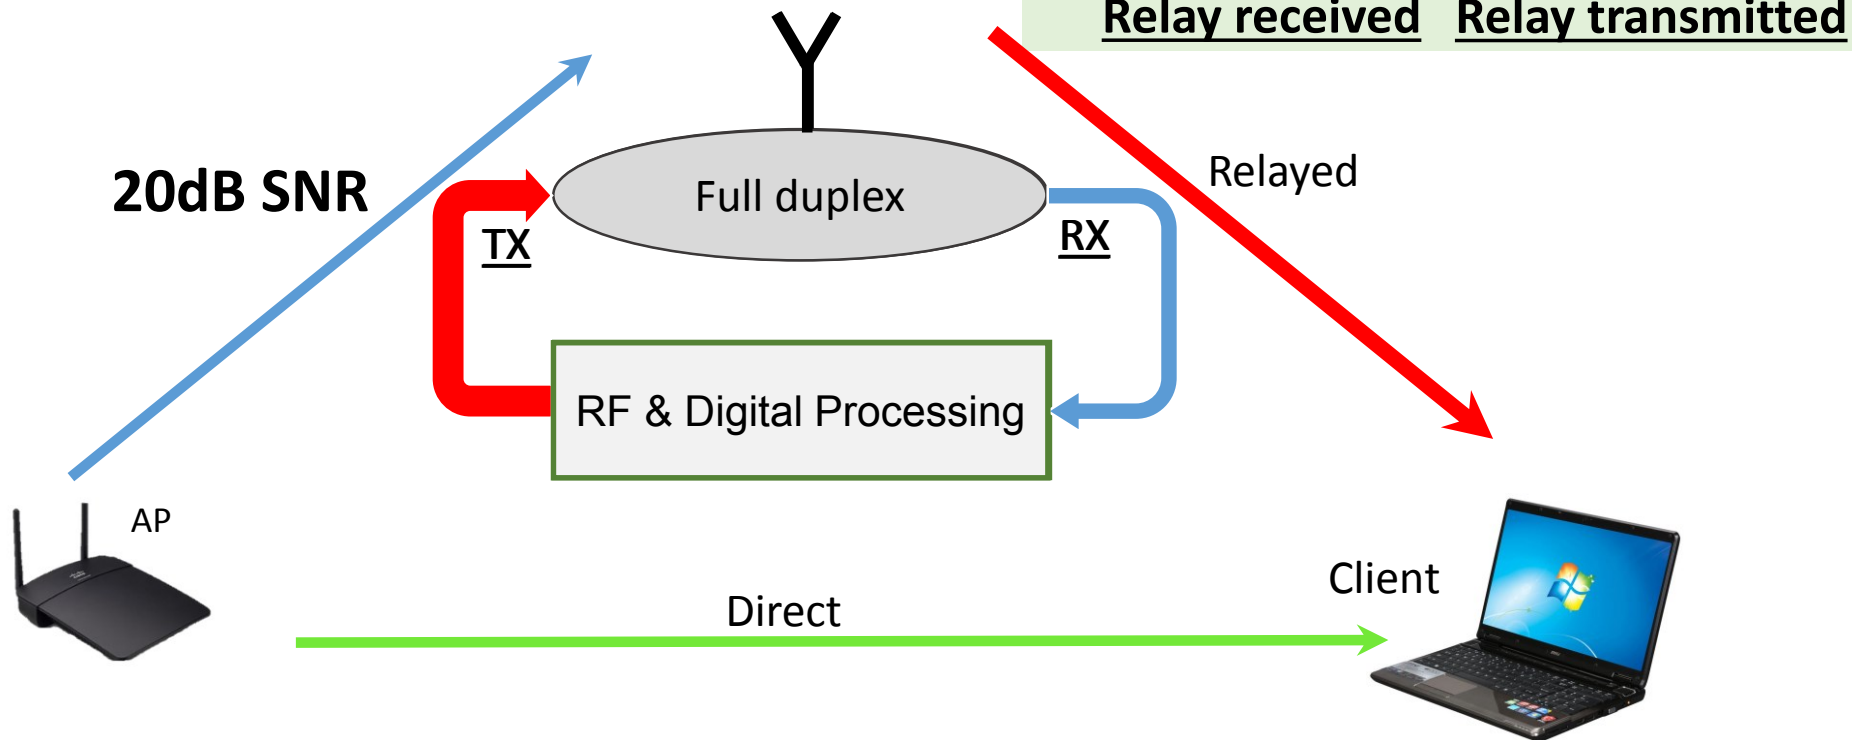 Relay received Relay transmitted
Relayed
20dB SNR
Full duplex
TX
RX
RF & Digital Processing
AP
Client
Direct